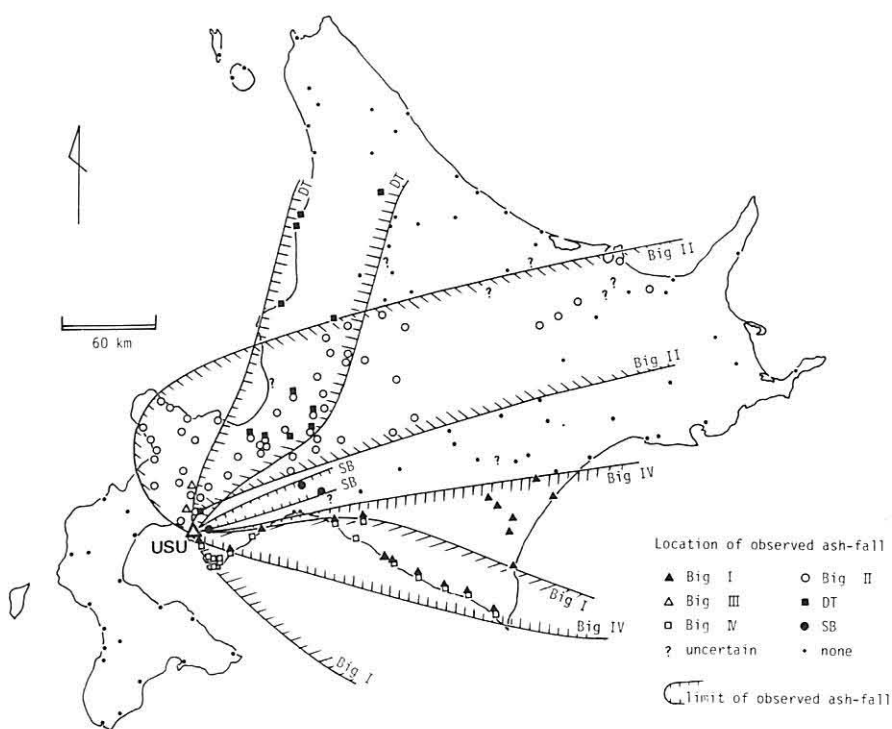 DT
DT
Big II
60 km
?
?
?
?
?
Big II
SB
SB
?
?
Big IV
USU
Big I
Big IV
Big I
Location of observed ash-fall
▲ Big I
○ Big II
△ Big III
■ DT
□ Big IV
● SB
? uncertain
• none
limit of observed ash-fall